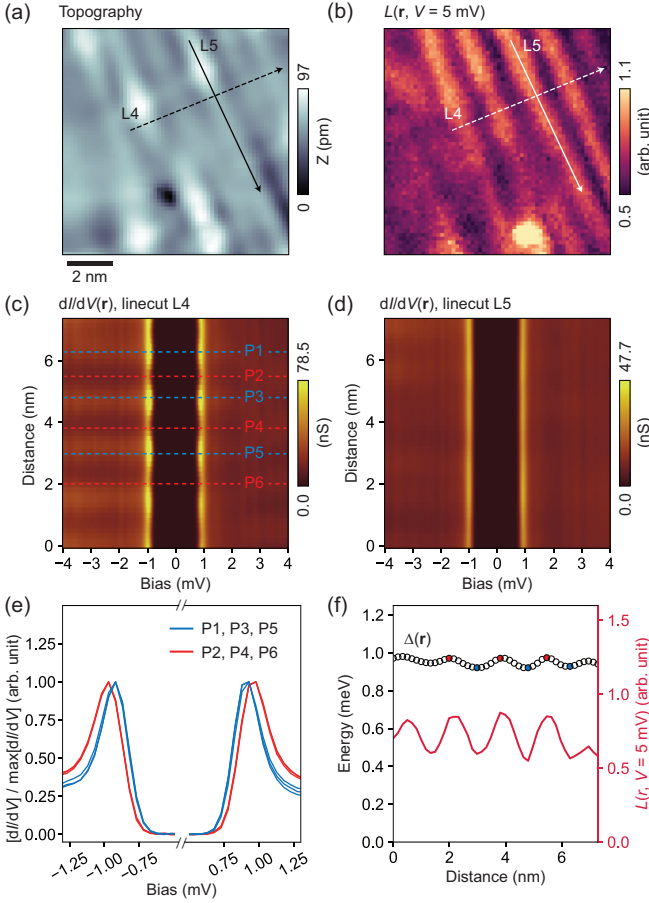 (a) Topography
L5
L4
97
Z (pm)
0
2 nm
(b) L(r, V = 5 mV)
L5
L4
1.1
(arb. unit)
0.5
(c) dI/dV(r), linecut L4
P1
P2
P3
P4
P5
P6
6
4
2
0
Distance (nm)
−4 −3 −2 −1 0 1 2 3 4
Bias (mV)
78.5
(nS)
0.0
(d) dI/dV(r), linecut L5
6
4
2
0
Distance (nm)
−4 −3 −2 −1 0 1 2 3 4
Bias (mV)
47.7
(nS)
0.0
(e)
P1, P3, P5
P2, P4, P6
1.25
1.00
0.75
0.50
0.25
0.00
[dI/dV] / max[dI/dV] (arb. unit)
−1.25 −1.00 −0.75 0.75 1.00 1.25
Bias (mV)
(f)
Δ(r)
1.2
1.0
0.8
0.6
0.4
0.2
0.0
Energy (meV)
0 2 4 6
Distance (nm)
1.5
1.0
0.5
0.0
L(r, V = 5 mV) (arb. unit)